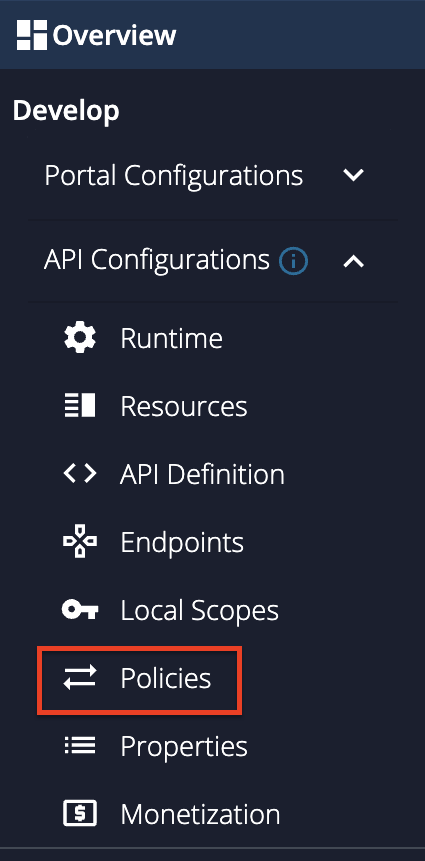 Overview
Develop
Portal Configurations
API Configurations
Runtime
Resources
API Definition
Endpoints
Local Scopes
Policies
Properties
Monetization